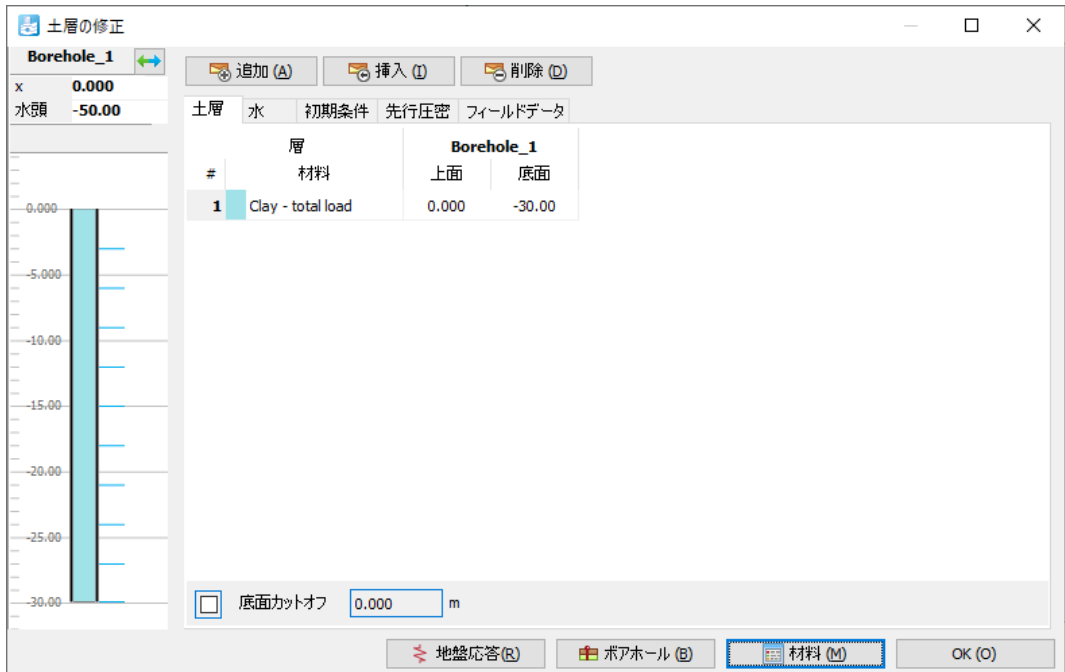 土層の修正
Borehole_1
x 0.000
水頭 -50.00
追加 (A) 挿入 (I) 削除 (D)
土層 水 初期条件 先行圧密 フィールドデータ
層 Borehole_1
# 材料 上面 底面
1 Clay - total load 0.000 -30.00
0.000
-5.000
-10.00
-15.00
-20.00
-25.00
-30.00
底面カットオフ 0.000 m
地盤応答(R) ボアホール (B) 材料 (M) OK (O)